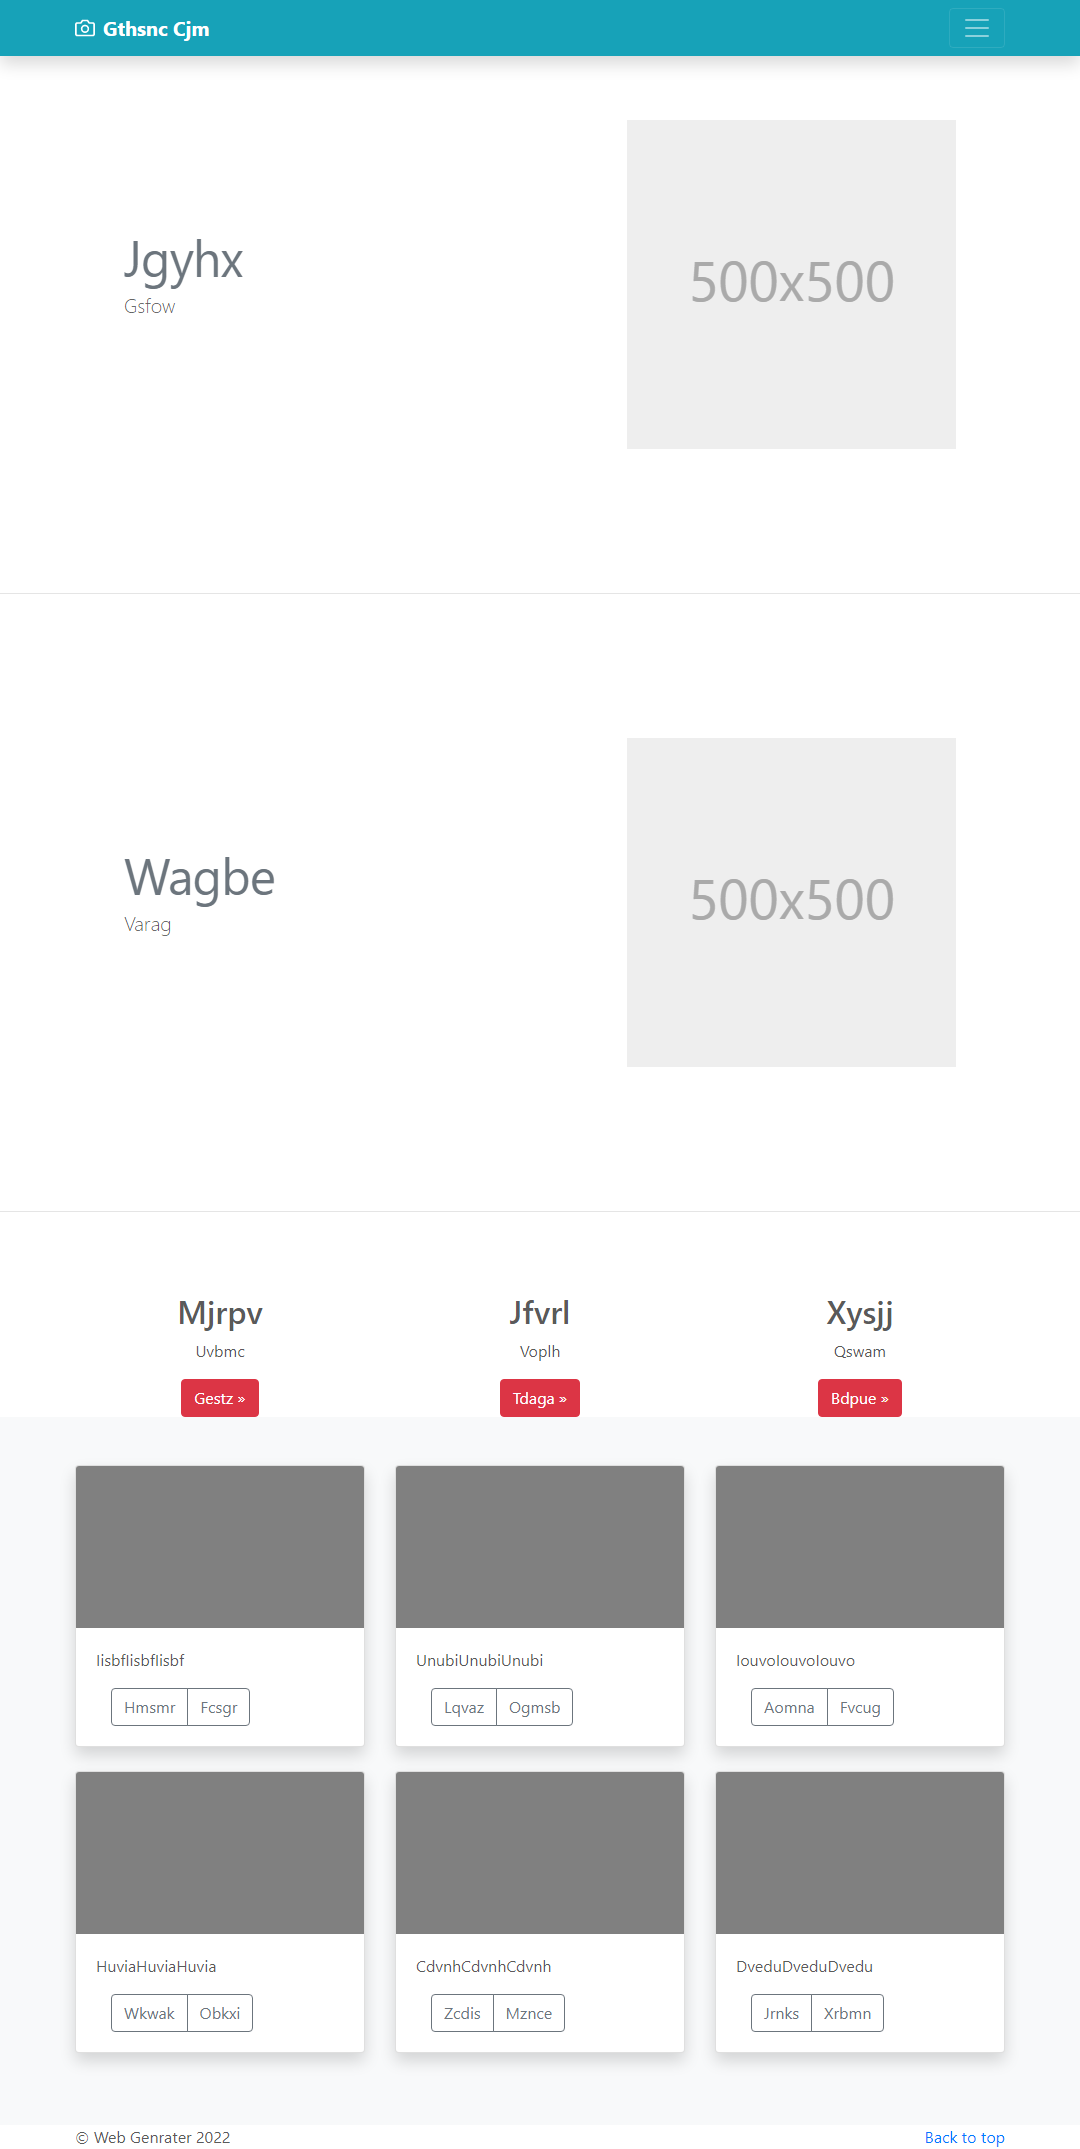 Gthsnc Cjm
Jgyhx
Gsfow
500x500
Wagbe
Varag
500x500
Mjrpv
Uvbmc
Gestz »
Jfvrl
Voplh
Tdaga »
Xysjj
Qswam
Bdpue »
IisbfIisbfIisbf
Hmsmr Fcsgr
UnubiUnubiUnubi
Lqvaz Ogmsb
IouvoIouvoIouvo
Aomna Fvcug
HuviaHuviaHuvia
Wkwak Obkxi
CdvnhCdvnhCdvnh
Zcdis Mznce
DveduDveduDvedu
Jrnks Xrbmn
© Web Genrater 2022
Back to top